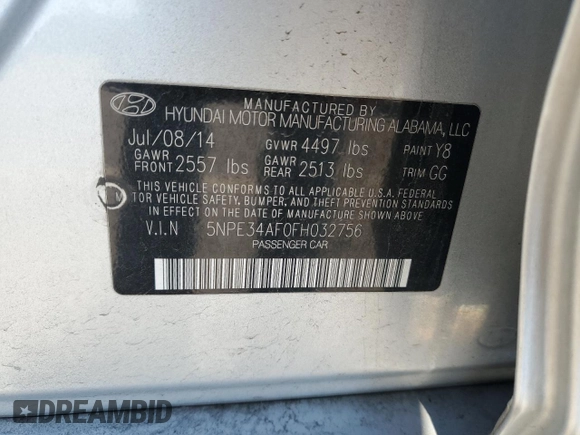 MANUFACTURED BY
HYUNDAI MOTOR MANUFACTURING ALABAMA, LLC
Jul/08/14 GVWR 4497 lbs PAINT Y8
GAWR FRONT 2557 lbs GAWR REAR 2513 lbs TRIM GG
THIS VEHICLE CONFORMS TO ALL APPLICABLE U.S.A. FEDERAL
MOTOR VEHICLE SAFETY, BUMPER, AND THEFT PREVENTION STANDARDS
IN EFFECT ON THE DATE OF MANUFACTURE SHOWN ABOVE.
V.I.N 5NPE34AF0FH032756
PASSENGER CAR
DREAMBID